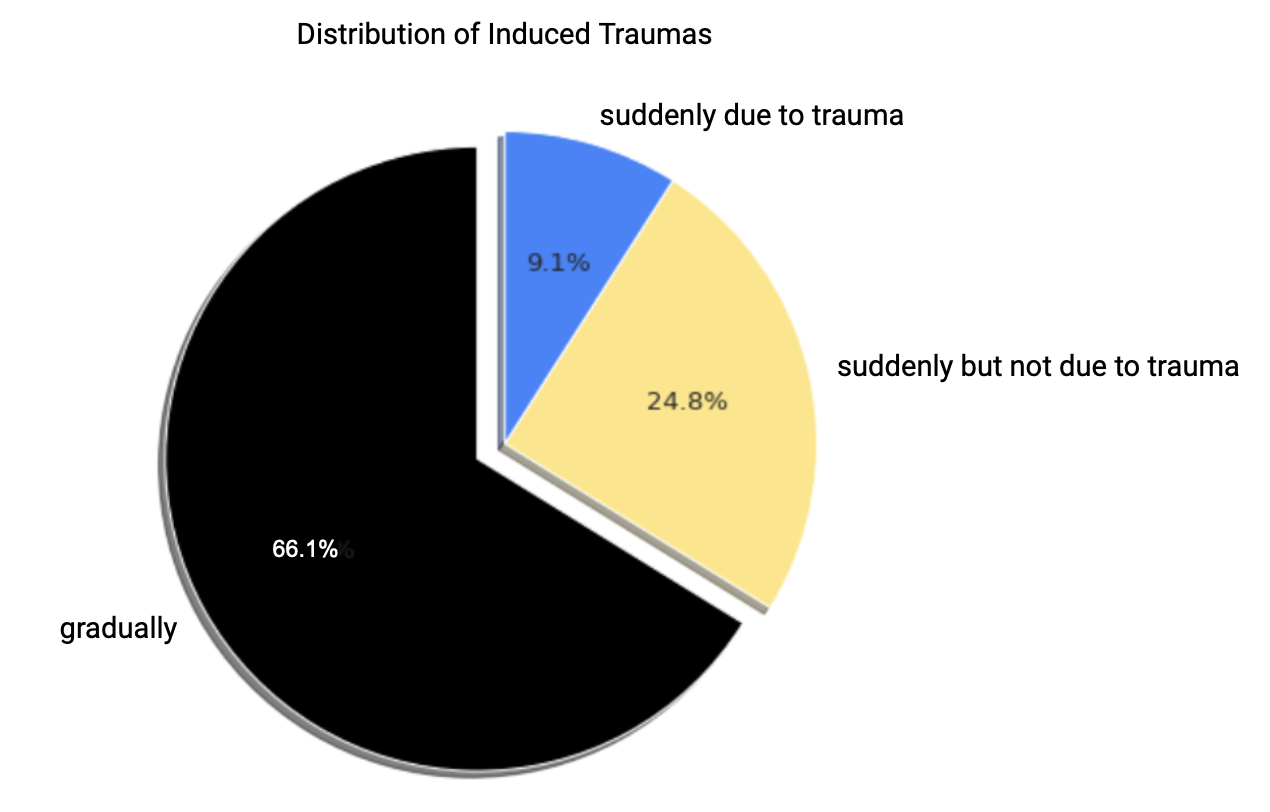 Distribution of Induced Traumas
suddenly due to trauma
9.1%
suddenly but not due to trauma
24.8%
66.1%
gradually